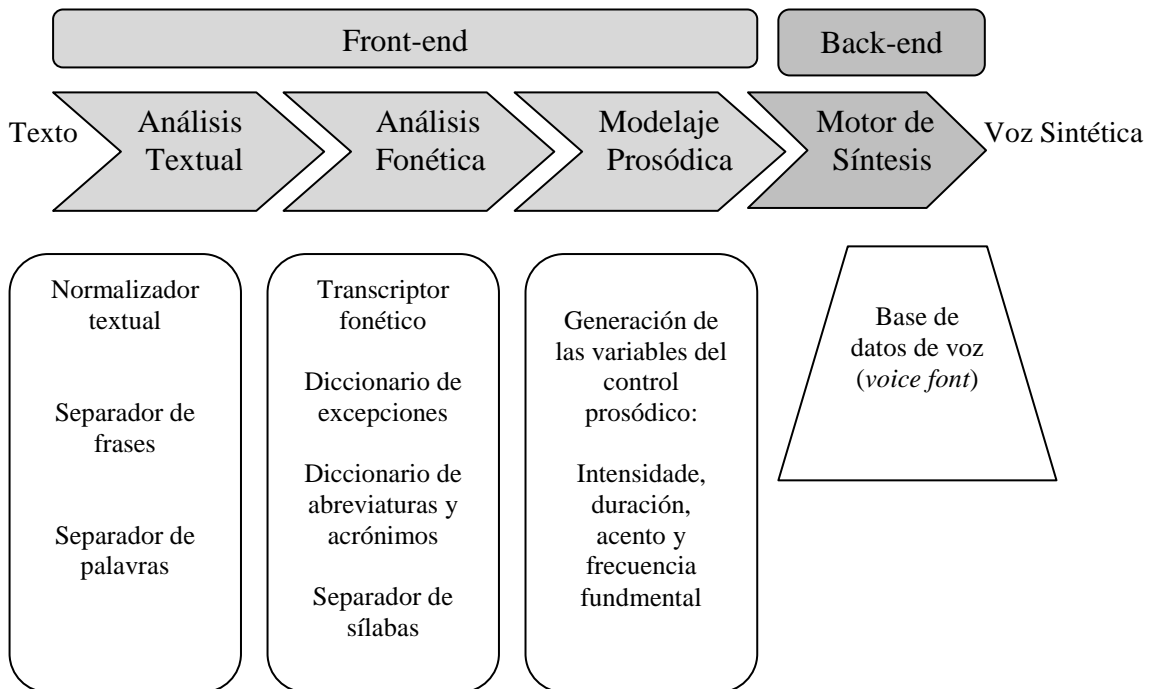 Front-end
Back-end
Texto
Análisis
Textual
Análisis
Fonética
Modelaje
Prosódica
Motor de
Síntesis
Voz Sintética
Normalizador
textual
Separador de
frases
Separador de
palavras
Transcriptor
fonético
Diccionario de
excepciones
Diccionario de
abreviaturas y
acrónimos
Separador de
sílabas
Generación de
las variables del
control
prosódico:
Intensidade,
duración,
acento y
frecuencia
fundmental
Base de
datos de voz
(voice font)